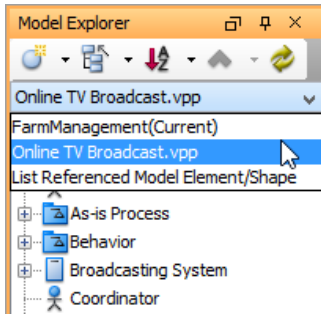 Model Explorer
Online TV Broadcast.vpp
FarmManagement(Current)
Online TV Broadcast.vpp
List Referenced Model Element/Shape
As-is Process
Behavior
Broadcasting System
Coordinator